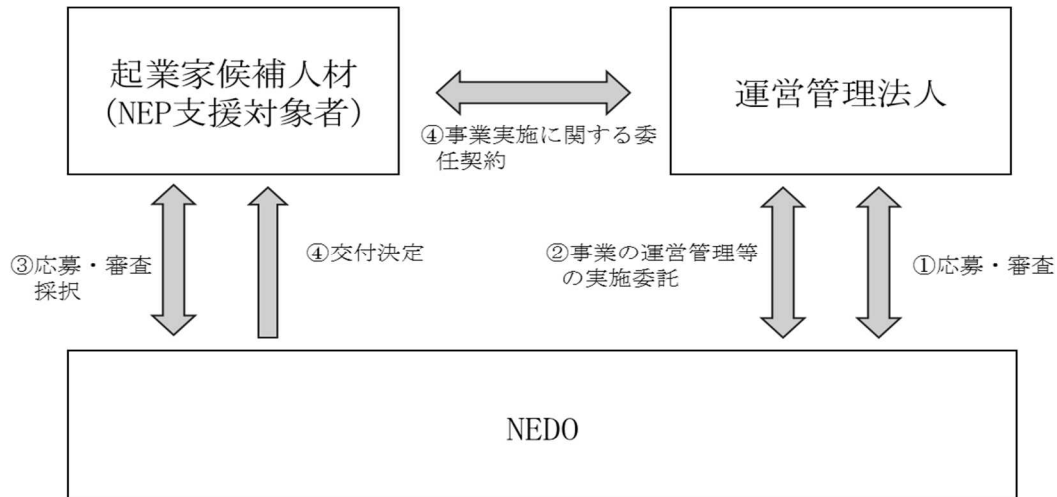 起業家候補人材
(NEP支援対象者)
運営管理法人
④事業実施に関する委
任契約
③応募・審査
採択
④交付決定
②事業の運営管理等
の実施委託
①応募・審査
NEDO